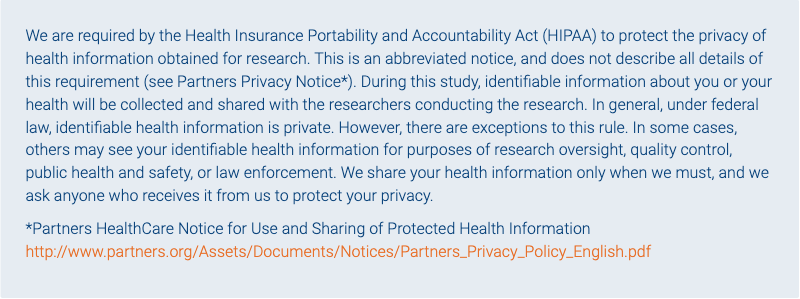 We are required by the Health Insurance Portability and Accountability Act (HIPAA) to protect the privacy of
health information obtained for research. This is an abbreviated notice, and does not describe all details of
this requirement (see Partners Privacy Notice*). During this study, identifiable information about you or your
health will be collected and shared with the researchers conducting the research. In general, under federal
law, identifiable health information is private. However, there are exceptions to this rule. In some cases,
others may see your identifiable health information for purposes of research oversight, quality control,
public health and safety, or law enforcement. We share your health information only when we must, and we
ask anyone who receives it from us to protect your privacy.
*Partners HealthCare Notice for Use and Sharing of Protected Health Information
http://www.partners.org/Assets/Documents/Notices/Partners_Privacy_Policy_English.pdf